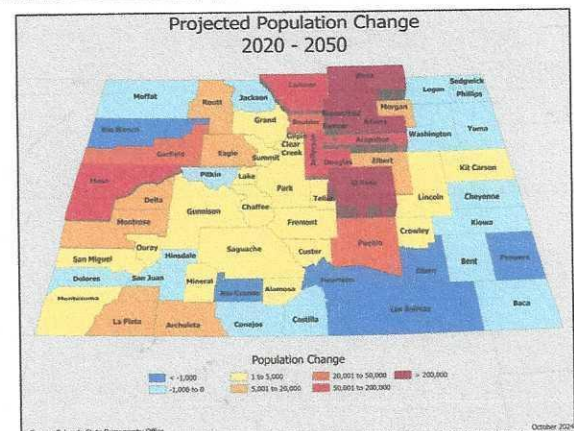 Projected Population Change
2020 - 2050
Moffat
Routt
Jackson
Larimer
Weld
Logan
Sedgwick
Phillips
Morgan
Grand
Boulder
Rio Blanco
Gilpin
Adams
Washington
Yuma
Clear
Creek
Arapahoe
Garfield
Eagle
Summit
Jefferson
Douglas
Elbert
Kit Carson
Pitkin
Lake
Park
Mesa
Delta
El Paso
Lincoln
Teller
Cheyenne
Gunnison
Chaffee
Montrose
Fremont
Kiowa
Crowley
Ouray
Pueblo
San Miguel
Saguache
Custer
Hinsdale
Bent
Prowers
Otero
Dolores
San Juan
Mineral
Rio Grande
Alamosa
Huerfano
Montezuma
Las Animas
La Plata
Archuleta
Conejos
Costilla
Baca
Population Change
< -1,000
1 to 5,000
20,001 to 50,000
> 200,000
-1,000 to 0
5,001 to 20,000
50,001 to 200,000
October 2024